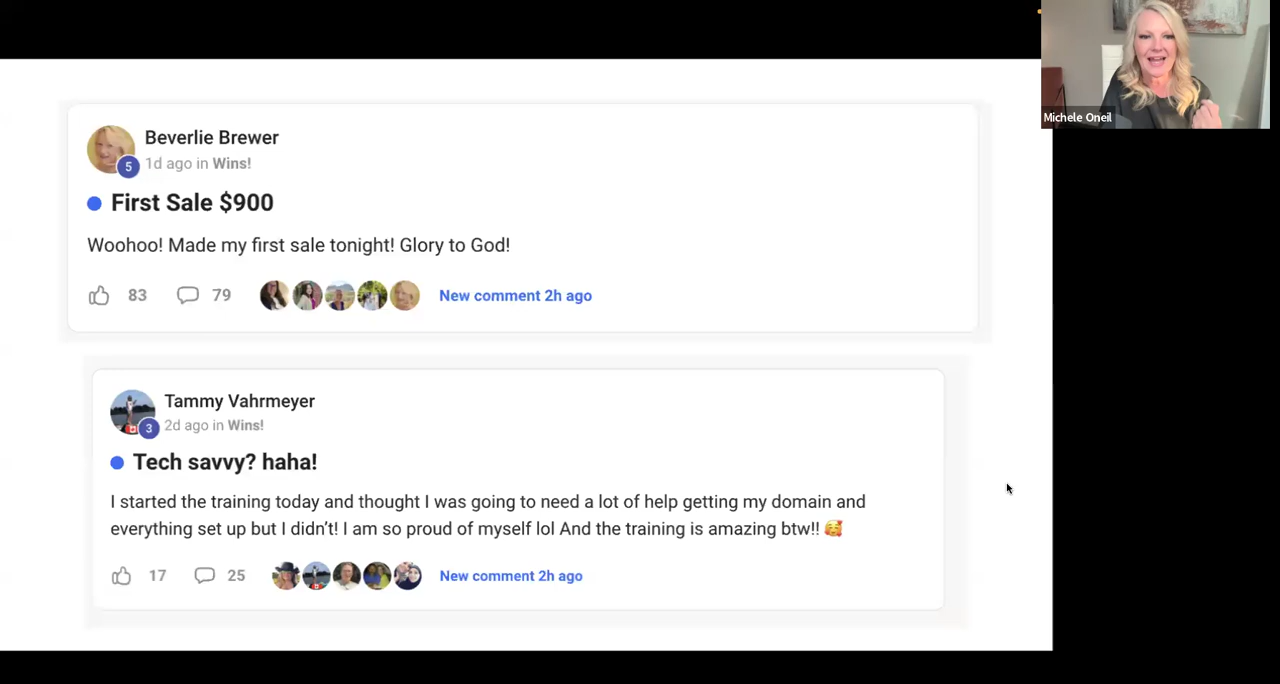 Michele Oneil
Beverlie Brewer
5
1d ago in Wins!
First Sale $900
Woohoo! Made my first sale tonight! Glory to God!
83 79 New comment 2h ago
Tammy Vahrmeyer
3
2d ago in Wins!
Tech savvy? haha!
I started the training today and thought I was going to need a lot of help getting my domain and
everything set up but I didn't! I am so proud of myself lol And the training is amazing btw!! 🥰
17 25 New comment 2h ago